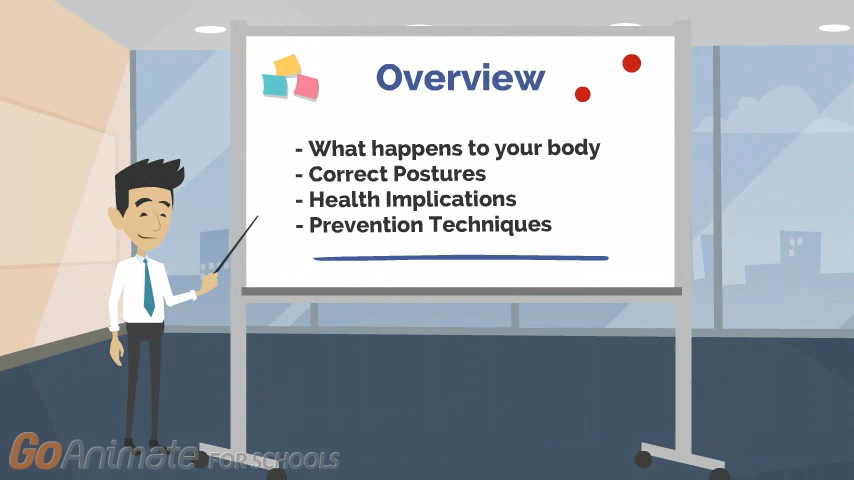 Overview
- What happens to your body
- Correct Postures
- Health Implications
- Prevention Techniques
GoAnimate FOR SCHOOLS